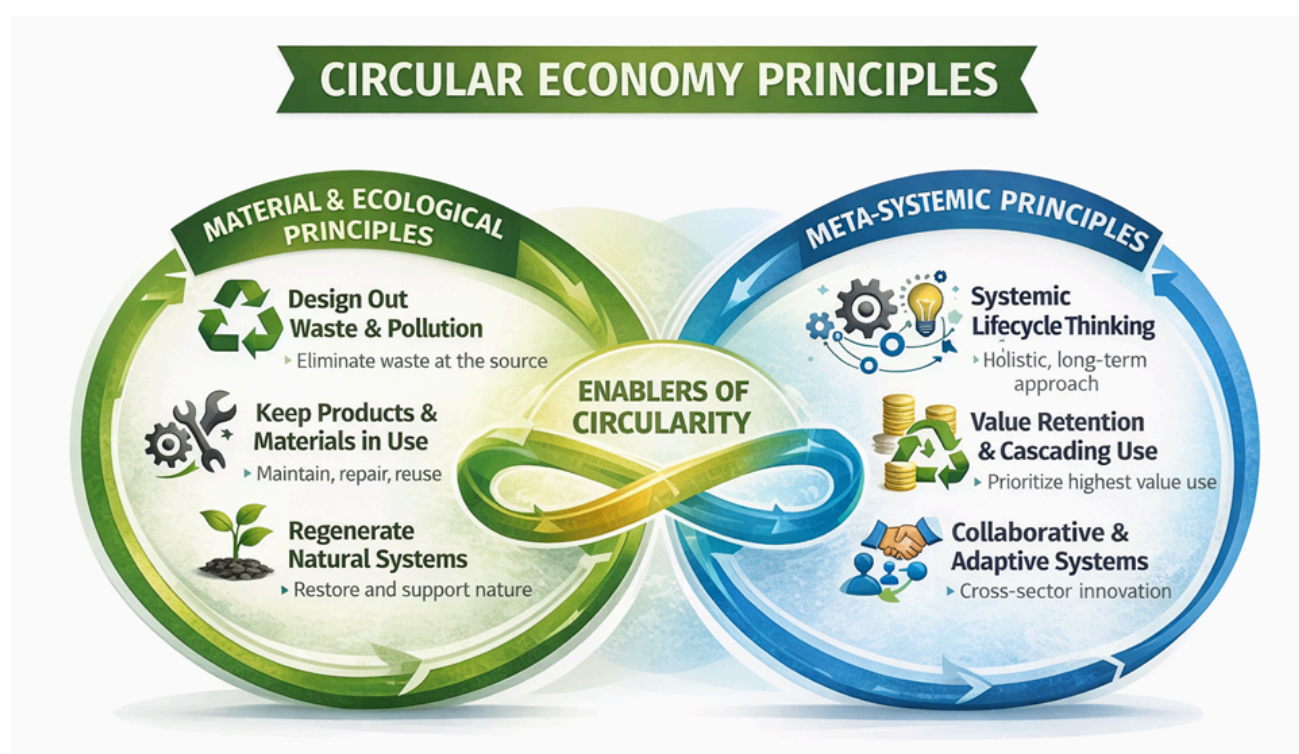 CIRCULAR ECONOMY PRINCIPLES
MATERIAL & ECOLOGICAL
PRINCIPLES
Design Out
Waste & Pollution
Eliminate waste at the source
Keep Products &
Materials in Use
Maintain, repair, reuse
Regenerate
Natural Systems
Restore and support nature
ENABLERS OF
CIRCULARITY
META-SYSTEMIC PRINCIPLES
Systemic
Lifecycle Thinking
Holistic, long-term
approach
Value Retention
& Cascading Use
Prioritize highest value use
Collaborative &
Adaptive Systems
Cross-sector innovation